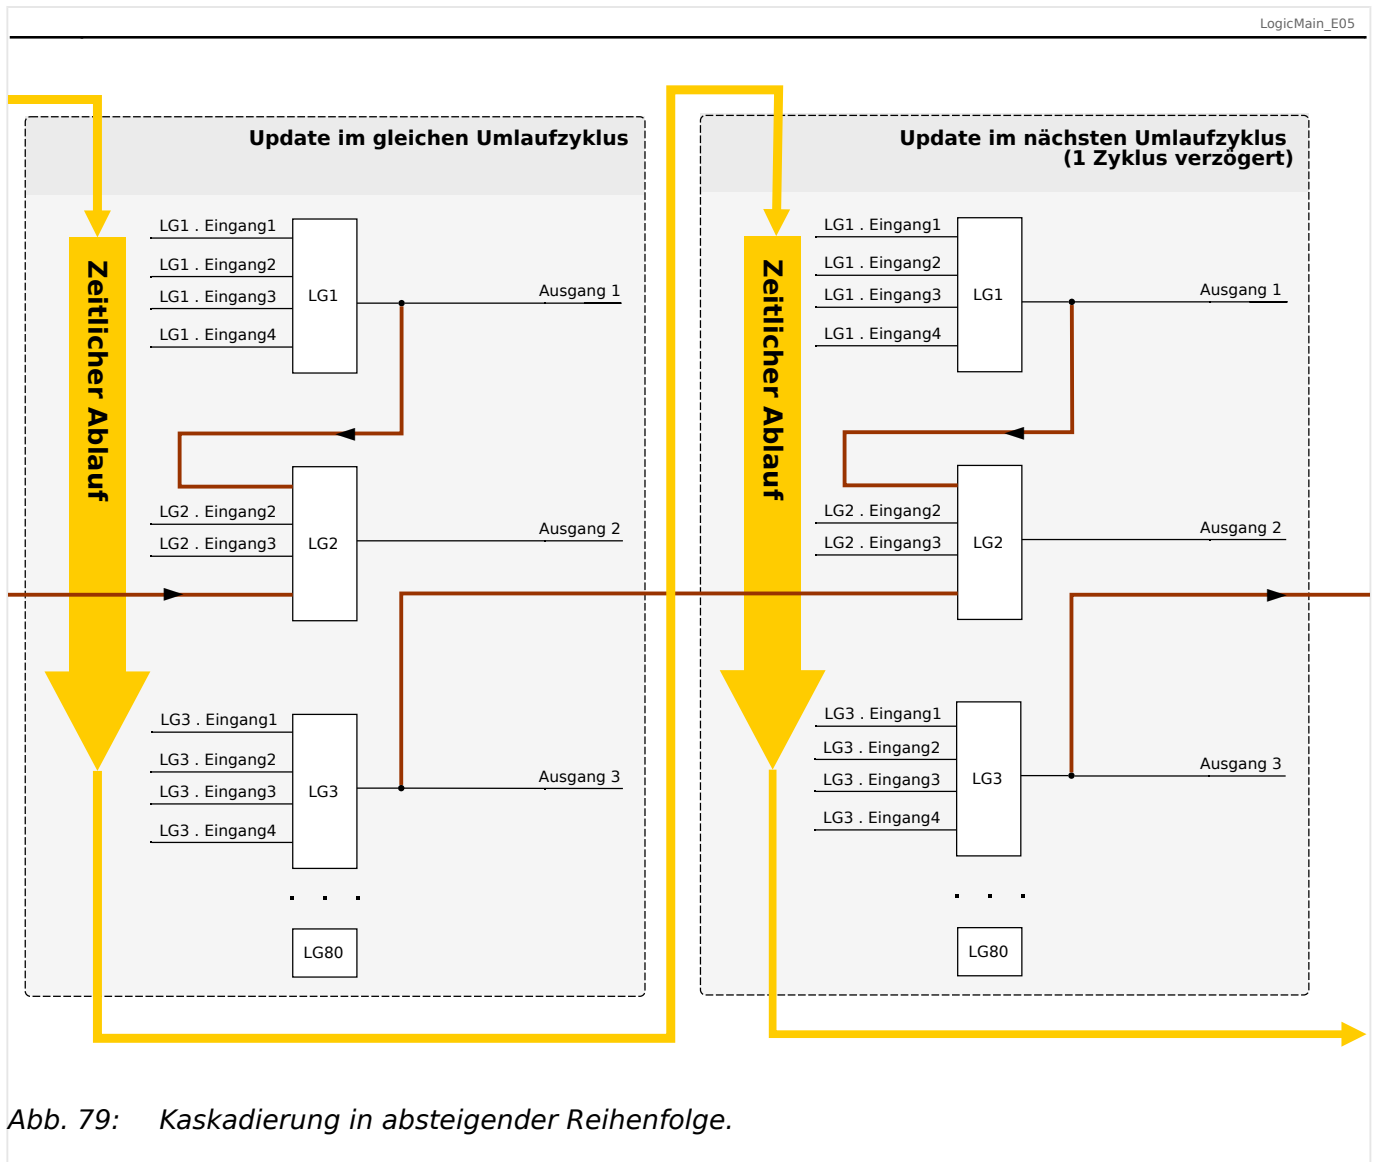 LogicMain_E05
Update im gleichen Umlaufzyklus
Zeitlicher Ablauf
LG1 . Eingang1
LG1 . Eingang2
LG1 . Eingang3
LG1 . Eingang4
LG1
Ausgang 1
LG2 . Eingang2
LG2 . Eingang3
LG2
Ausgang 2
LG3 . Eingang1
LG3 . Eingang2
LG3 . Eingang3
LG3 . Eingang4
LG3
Ausgang 3
. . .
LG80
Update im nächsten Umlaufzyklus
(1 Zyklus verzögert)
Zeitlicher Ablauf
LG1 . Eingang1
LG1 . Eingang2
LG1 . Eingang3
LG1 . Eingang4
LG1
Ausgang 1
LG2 . Eingang2
LG2 . Eingang3
LG2
Ausgang 2
LG3 . Eingang1
LG3 . Eingang2
LG3 . Eingang3
LG3 . Eingang4
LG3
Ausgang 3
. . .
LG80
Abb. 79: Kaskadierung in absteigender Reihenfolge.